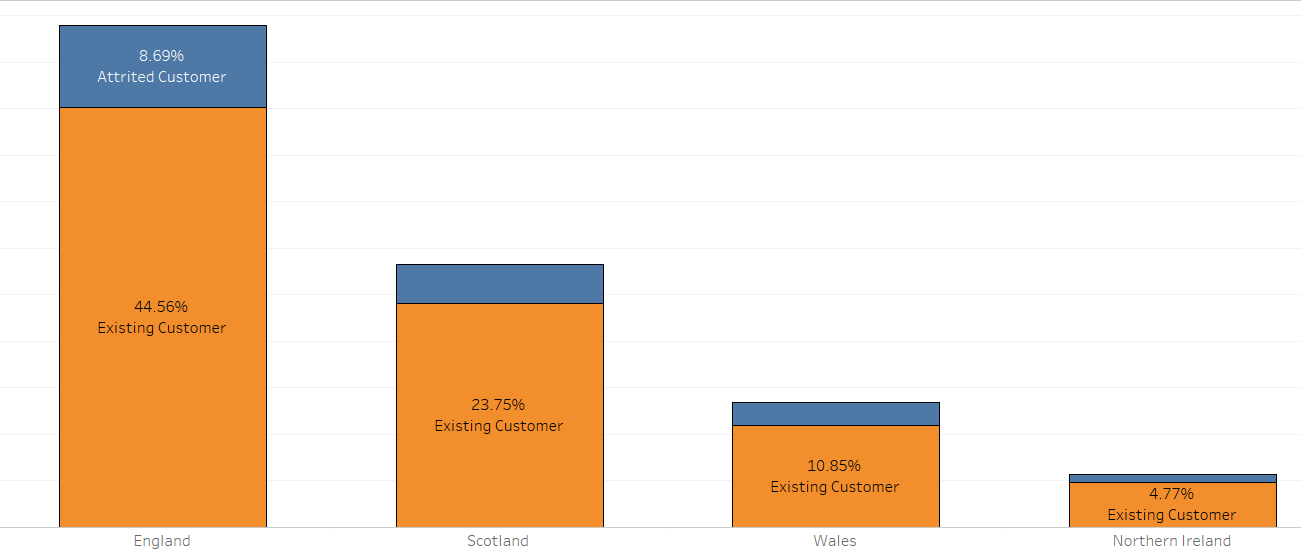 8.69%
Attrited Customer
44.56%
Existing Customer
23.75%
Existing Customer
10.85%
Existing Customer
4.77%
Existing Customer
England
Scotland
Wales
Northern Ireland